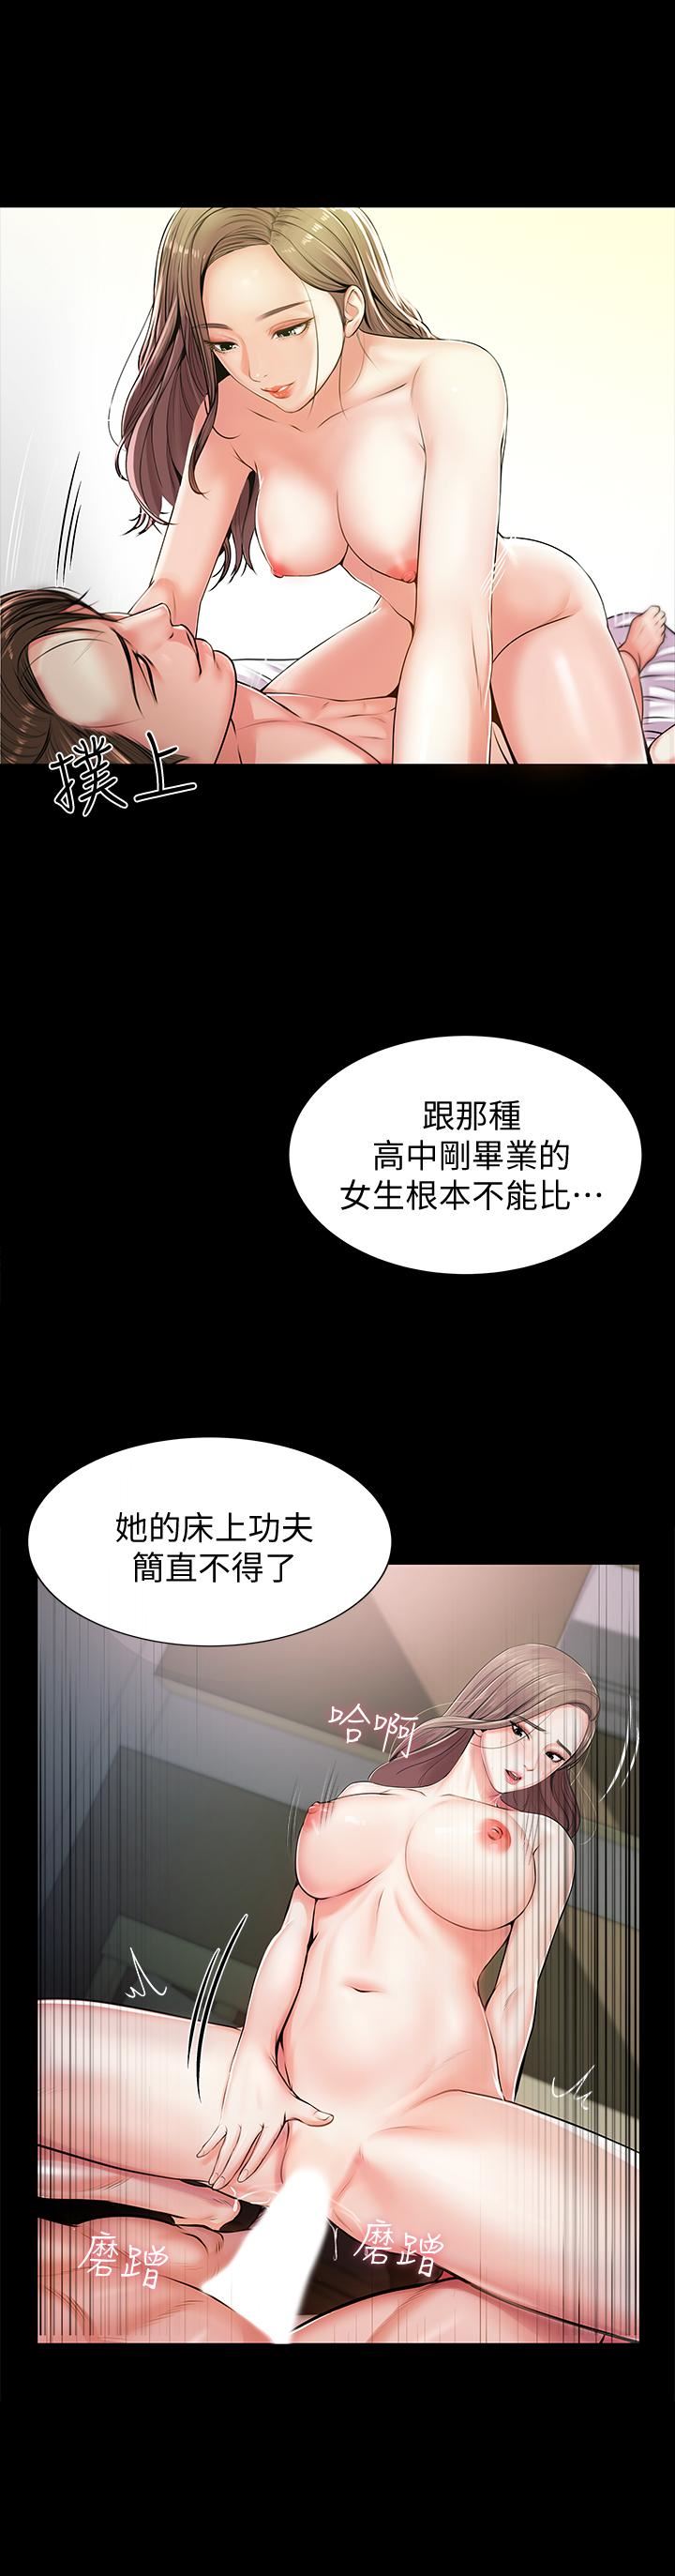 撲上
跟那種
高中剛畢業的
女生根本不能比…
她的床上功夫
簡直不得了
哈啊
磨蹭
磨蹭